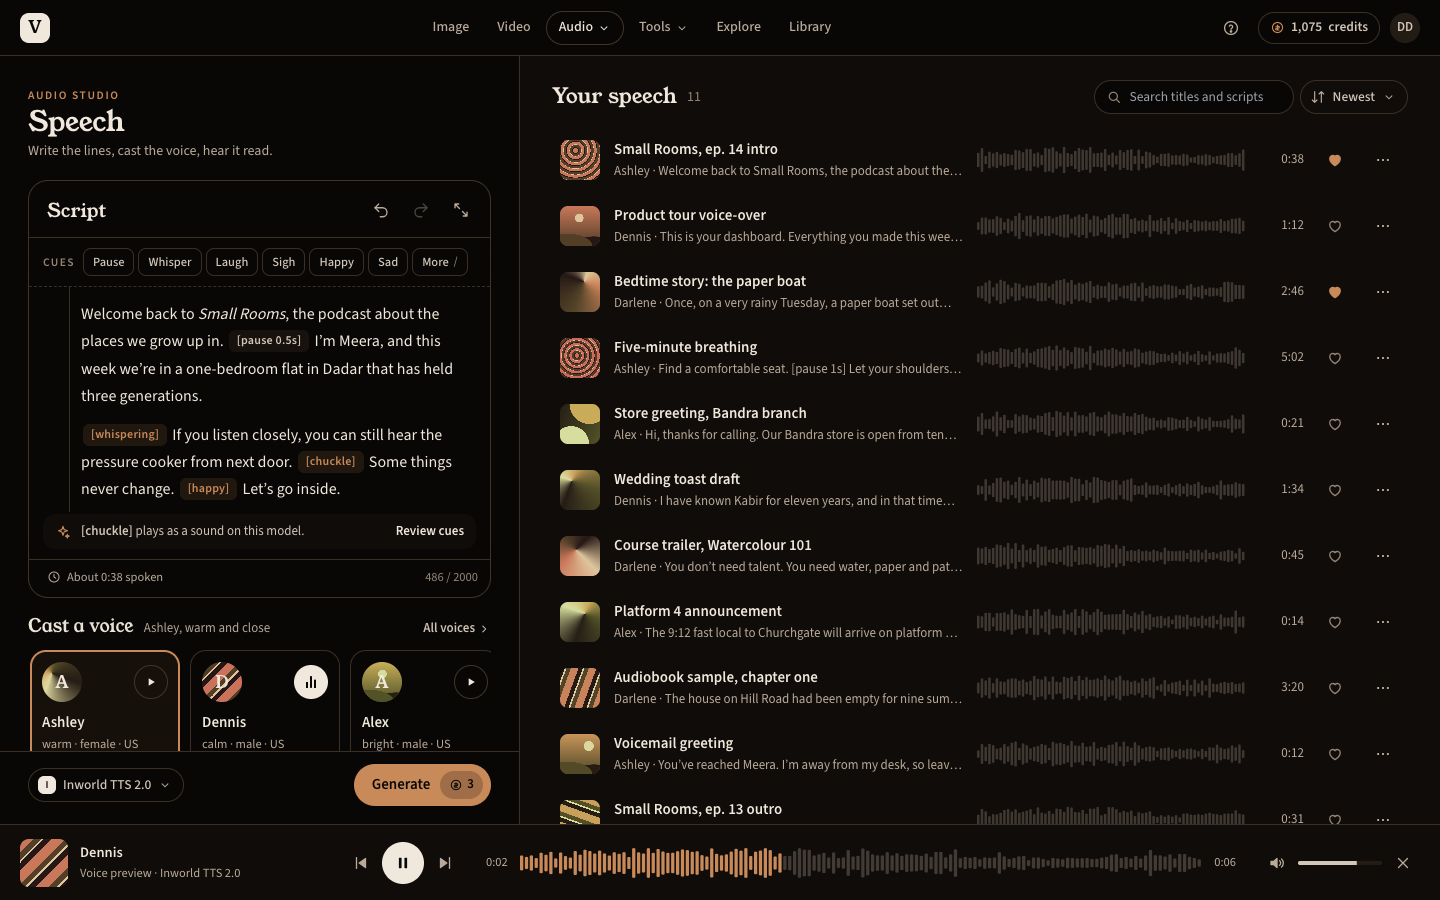 V
Image
Video
Audio
Tools
Explore
Library
1,075 credits
DD
AUDIO STUDIO
Speech
Write the lines, cast the voice, hear it read.
Script
CUES
Pause
Whisper
Laugh
Sigh
Happy
Sad
More /
Welcome back to Small Rooms, the podcast about the
places we grow up in. [pause 0.5s] I’m Meera, and this
week we’re in a one-bedroom flat in Dadar that has held
three generations.
[whispering] If you listen closely, you can still hear the
pressure cooker from next door. [chuckle] Some things
never change. [happy] Let’s go inside.
[chuckle] plays as a sound on this model.
Review cues
About 0:38 spoken
486 / 2000
Cast a voice
Ashley, warm and close
All voices
A
Ashley
warm · female · US
D
Dennis
calm · male · US
A
Alex
bright · male · US
I
Inworld TTS 2.0
Generate
3
Your speech 11
Search titles and scripts
Newest
Small Rooms, ep. 14 intro
Ashley · Welcome back to Small Rooms, the podcast about the…
0:38
Product tour voice-over
Dennis · This is your dashboard. Everything you made this wee…
1:12
Bedtime story: the paper boat
Darlene · Once, on a very rainy Tuesday, a paper boat set out…
2:46
Five-minute breathing
Ashley · Find a comfortable seat. [pause 1s] Let your shoulders…
5:02
Store greeting, Bandra branch
Alex · Hi, thanks for calling. Our Bandra store is open from ten…
0:21
Wedding toast draft
Dennis · I have known Kabir for eleven years, and in that time…
1:34
Course trailer, Watercolour 101
Darlene · You don’t need talent. You need water, paper and pat…
0:45
Platform 4 announcement
Alex · The 9:12 fast local to Churchgate will arrive on platform …
0:14
Audiobook sample, chapter one
Darlene · The house on Hill Road had been empty for nine sum…
3:20
Voicemail greeting
Ashley · You’ve reached Meera. I’m away from my desk, so leav…
0:12
Small Rooms, ep. 13 outro
0:31
Dennis
Voice preview · Inworld TTS 2.0
0:02
0:06